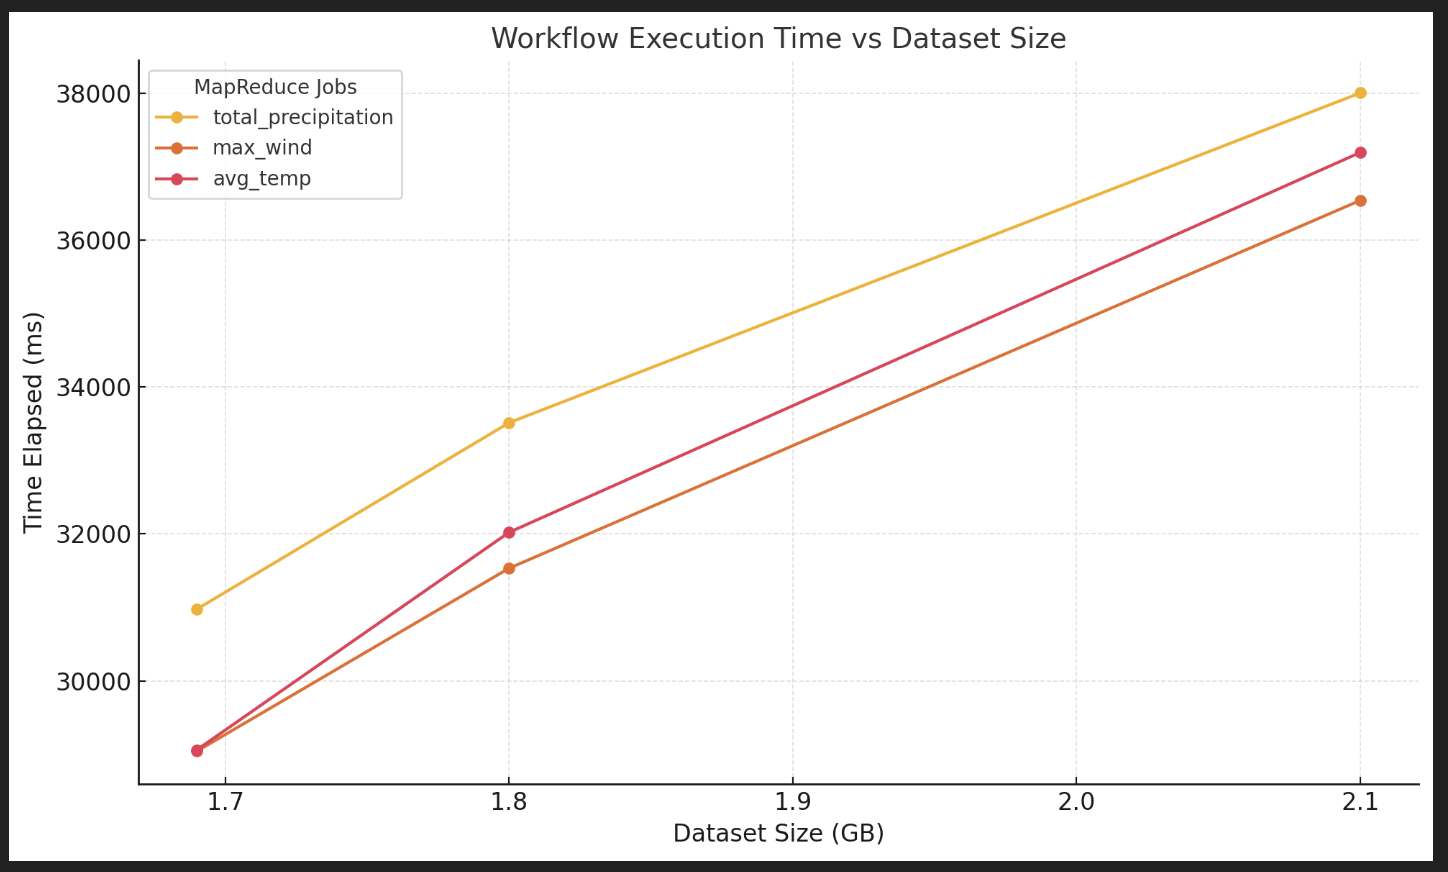 Workflow Execution Time vs Dataset Size
MapReduce Jobs
total_precipitation
max_wind
avg_temp
Time Elapsed (ms)
38000
36000
34000
32000
30000
1.7 1.8 1.9 2.0 2.1
Dataset Size (GB)